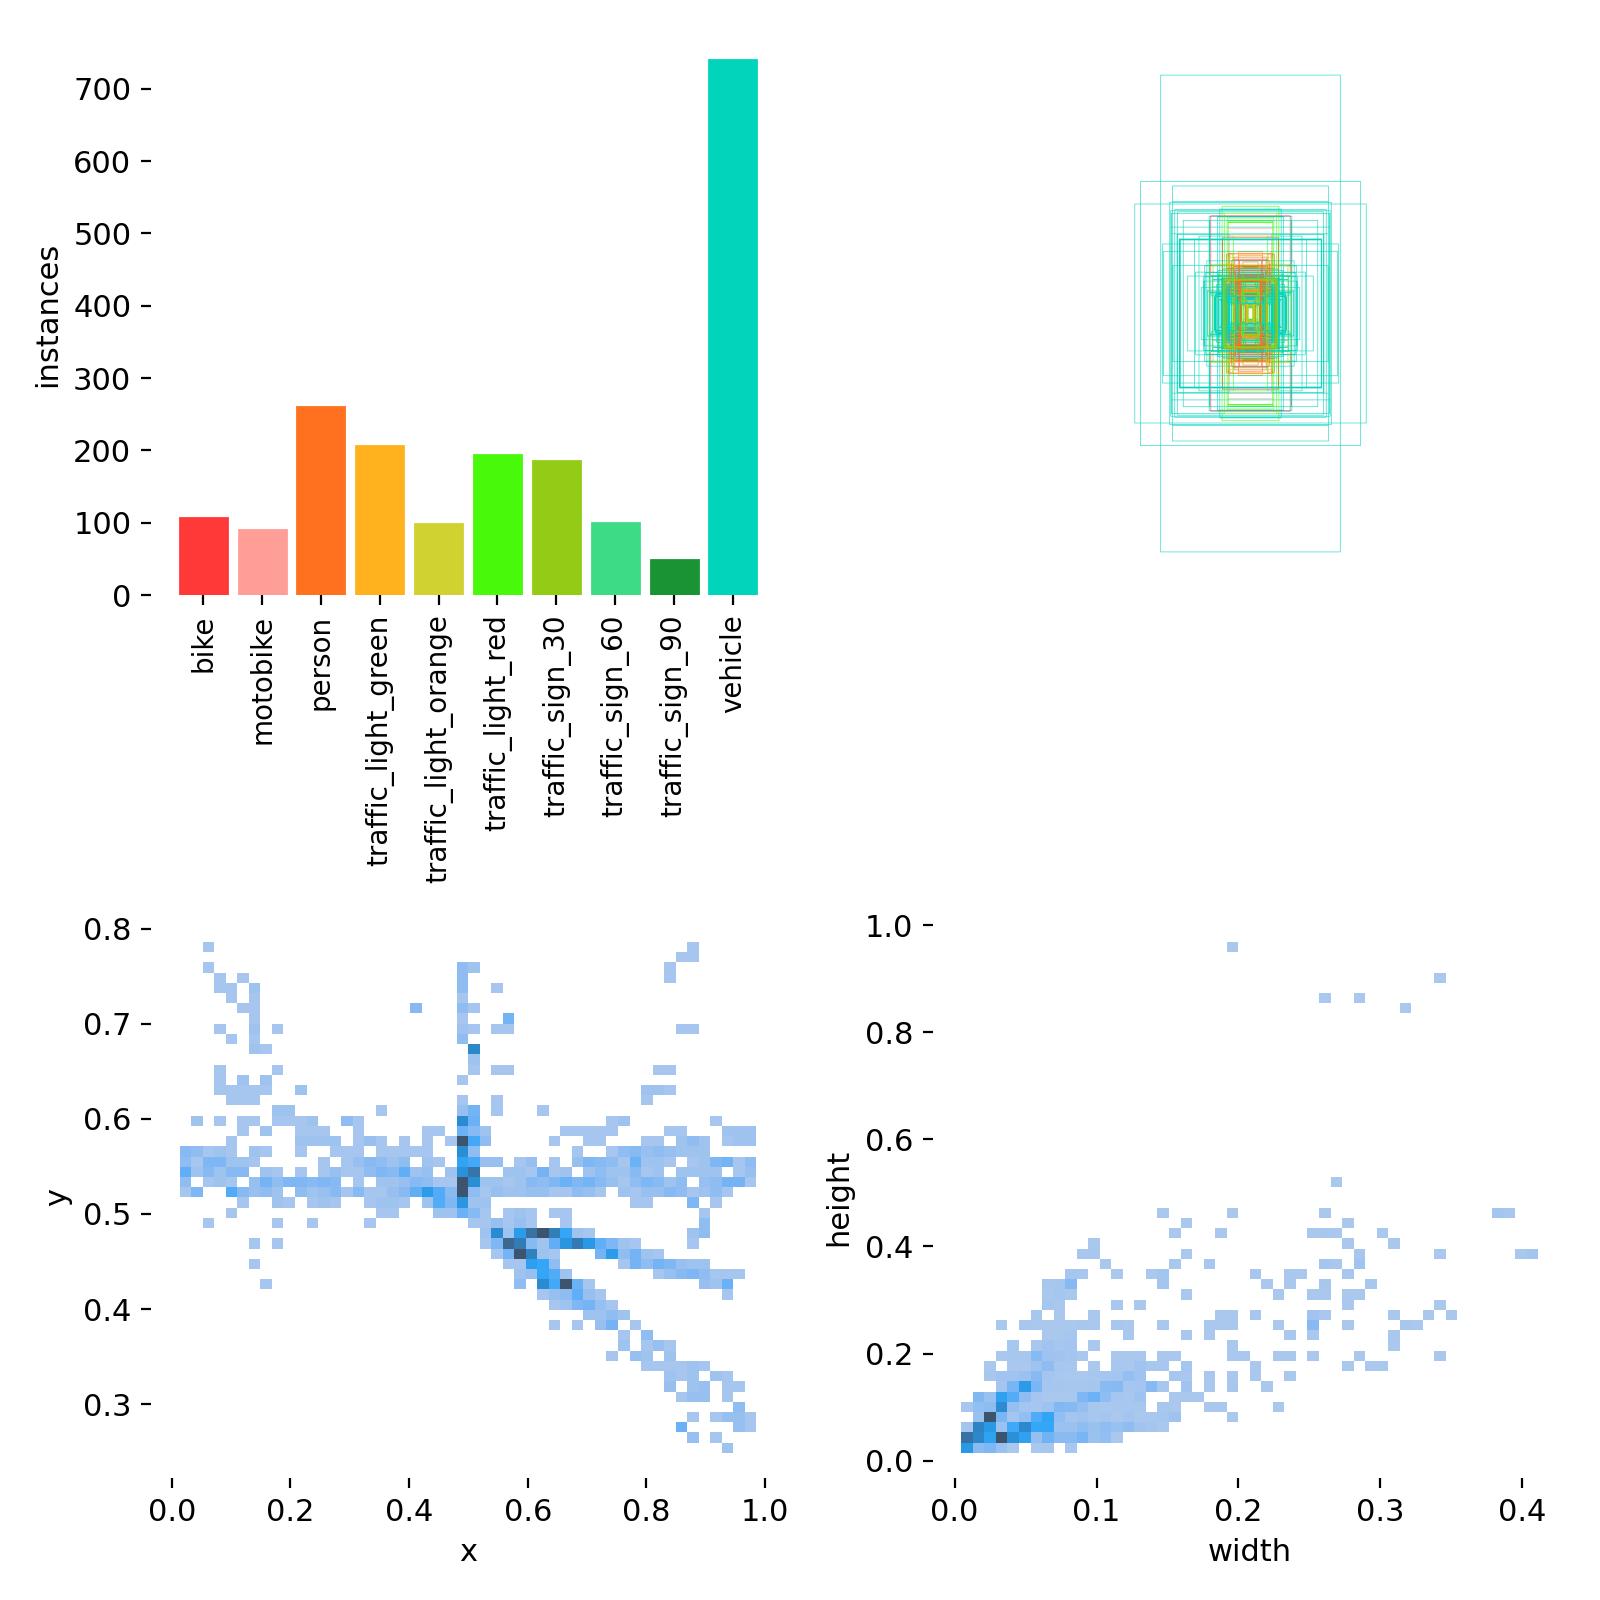 700
600
500
400
300
200
100
0
instances
bike
motobike
person
traffic_light_green
traffic_light_orange
traffic_light_red
traffic_sign_30
traffic_sign_60
traffic_sign_90
vehicle
0.8
0.7
0.6
0.5
0.4
0.3
y
0.0 0.2 0.4 0.6 0.8 1.0
x
1.0
0.8
0.6
0.4
0.2
0.0
height
0.0 0.1 0.2 0.3 0.4
width